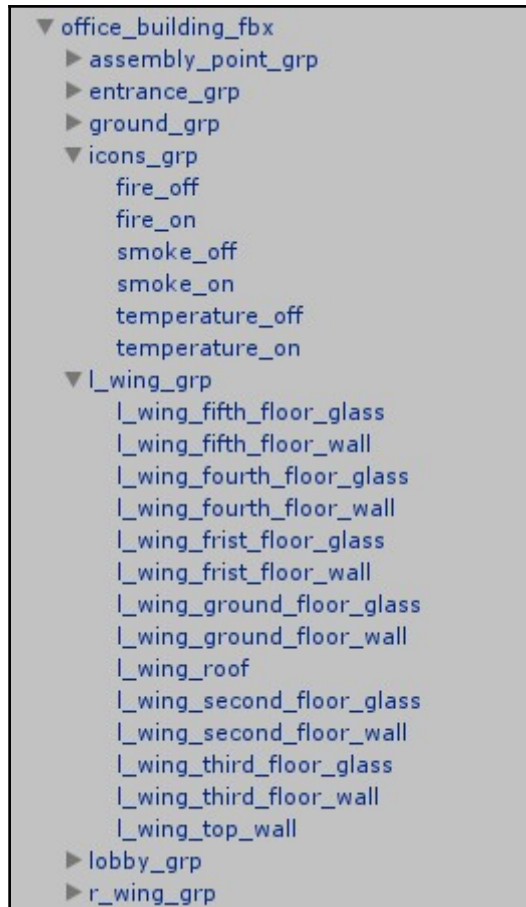 office_building_fbx
assembly_point_grp
entrance_grp
ground_grp
icons_grp
fire_off
fire_on
smoke_off
smoke_on
temperature_off
temperature_on
l_wing_grp
l_wing_fifth_floor_glass
l_wing_fifth_floor_wall
l_wing_fourth_floor_glass
l_wing_fourth_floor_wall
l_wing_frist_floor_glass
l_wing_frist_floor_wall
l_wing_ground_floor_glass
l_wing_ground_floor_wall
l_wing_roof
l_wing_second_floor_glass
l_wing_second_floor_wall
l_wing_third_floor_glass
l_wing_third_floor_wall
l_wing_top_wall
lobby_grp
r_wing_grp